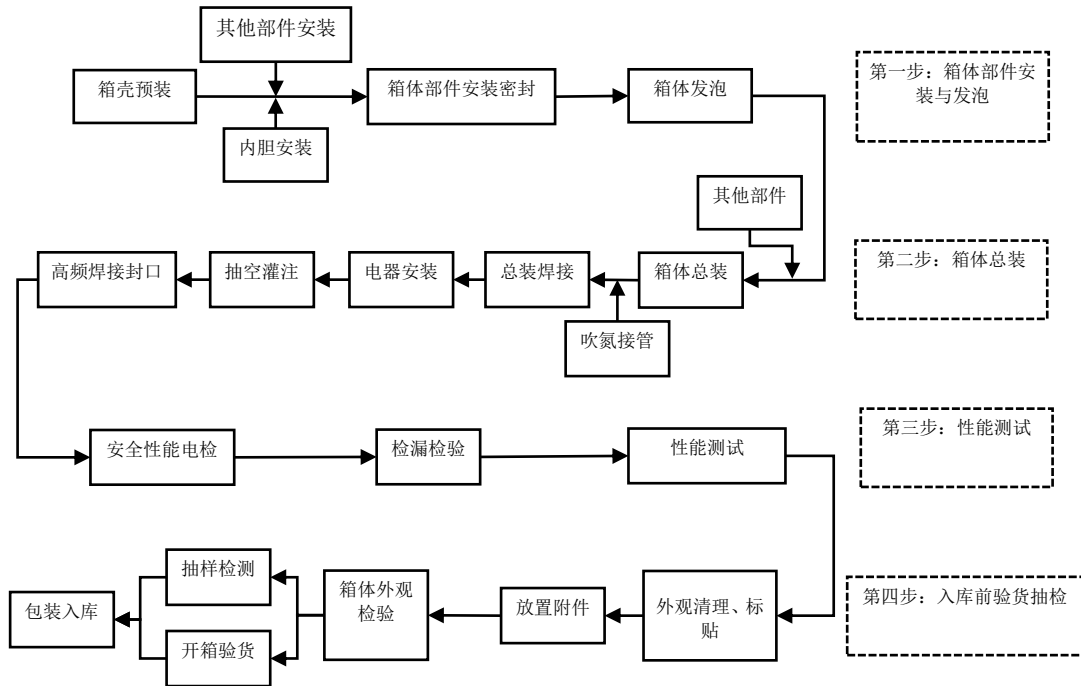 其他部件安装
箱壳预装
箱体部件安装密封
箱体发泡
内胆安装
第一步：箱体部件安
装与发泡
其他部件
高频焊接封口
抽空灌注
电器安装
总装焊接
箱体总装
吹氮接管
第二步：箱体总装
安全性能电检
检漏检验
性能测试
第三步：性能测试
包装入库
抽样检测
开箱验货
箱体外观
检验
放置附件
外观清理、标
贴
第四步：入库前验货抽检